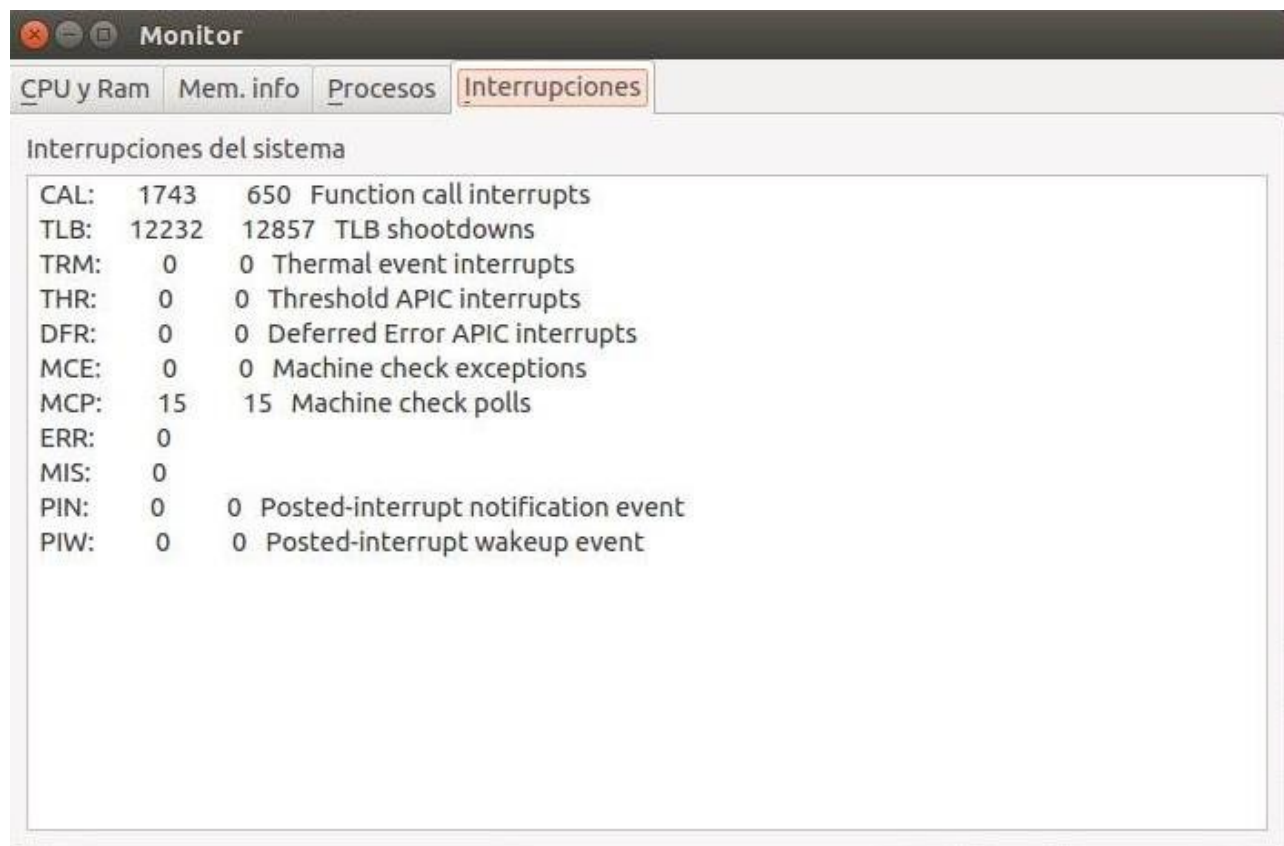 Monitor
CPU y Ram Mem. info Procesos Interrupciones
Interrupciones del sistema
CAL: 1743 650 Function call interrupts
TLB: 12232 12857 TLB shootdowns
TRM: 0 0 Thermal event interrupts
THR: 0 0 Threshold APIC interrupts
DFR: 0 0 Deferred Error APIC interrupts
MCE: 0 0 Machine check exceptions
MCP: 15 15 Machine check polls
ERR: 0
MIS: 0
PIN: 0 0 Posted-interrupt notification event
PIW: 0 0 Posted-interrupt wakeup event